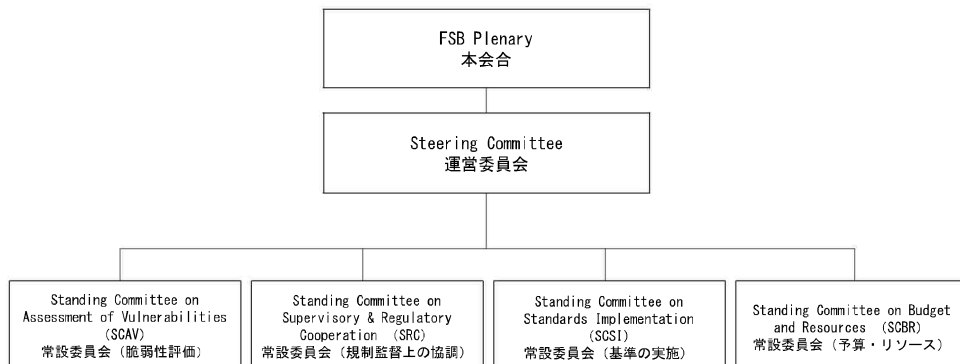 FSB Plenary
本会合
Steering Committee
運営委員会
Standing Committee on
Assessment of Vulnerabilities
(SCAV)
常設委員会（脆弱性評価）
Standing Committee on
Supervisory & Regulatory
Cooperation （SRC）
常設委員会（規制監督上の協調）
Standing Committee on
Standards Implementation
(SCSI)
常設委員会（基準の実施）
Standing Committee on Budget
and Resources （SCBR）
常設委員会（予算・リソース）